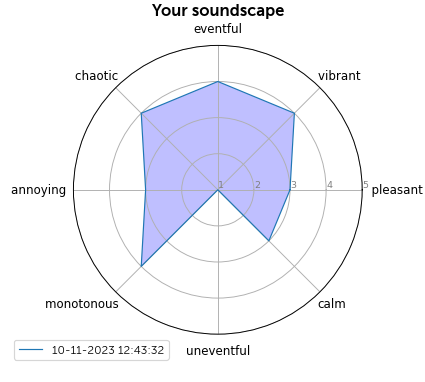 Your soundscape
eventful
chaotic
vibrant
annoying
1
2
3
4
5
pleasant
monotonous
calm
uneventful
10-11-2023 12:43:32